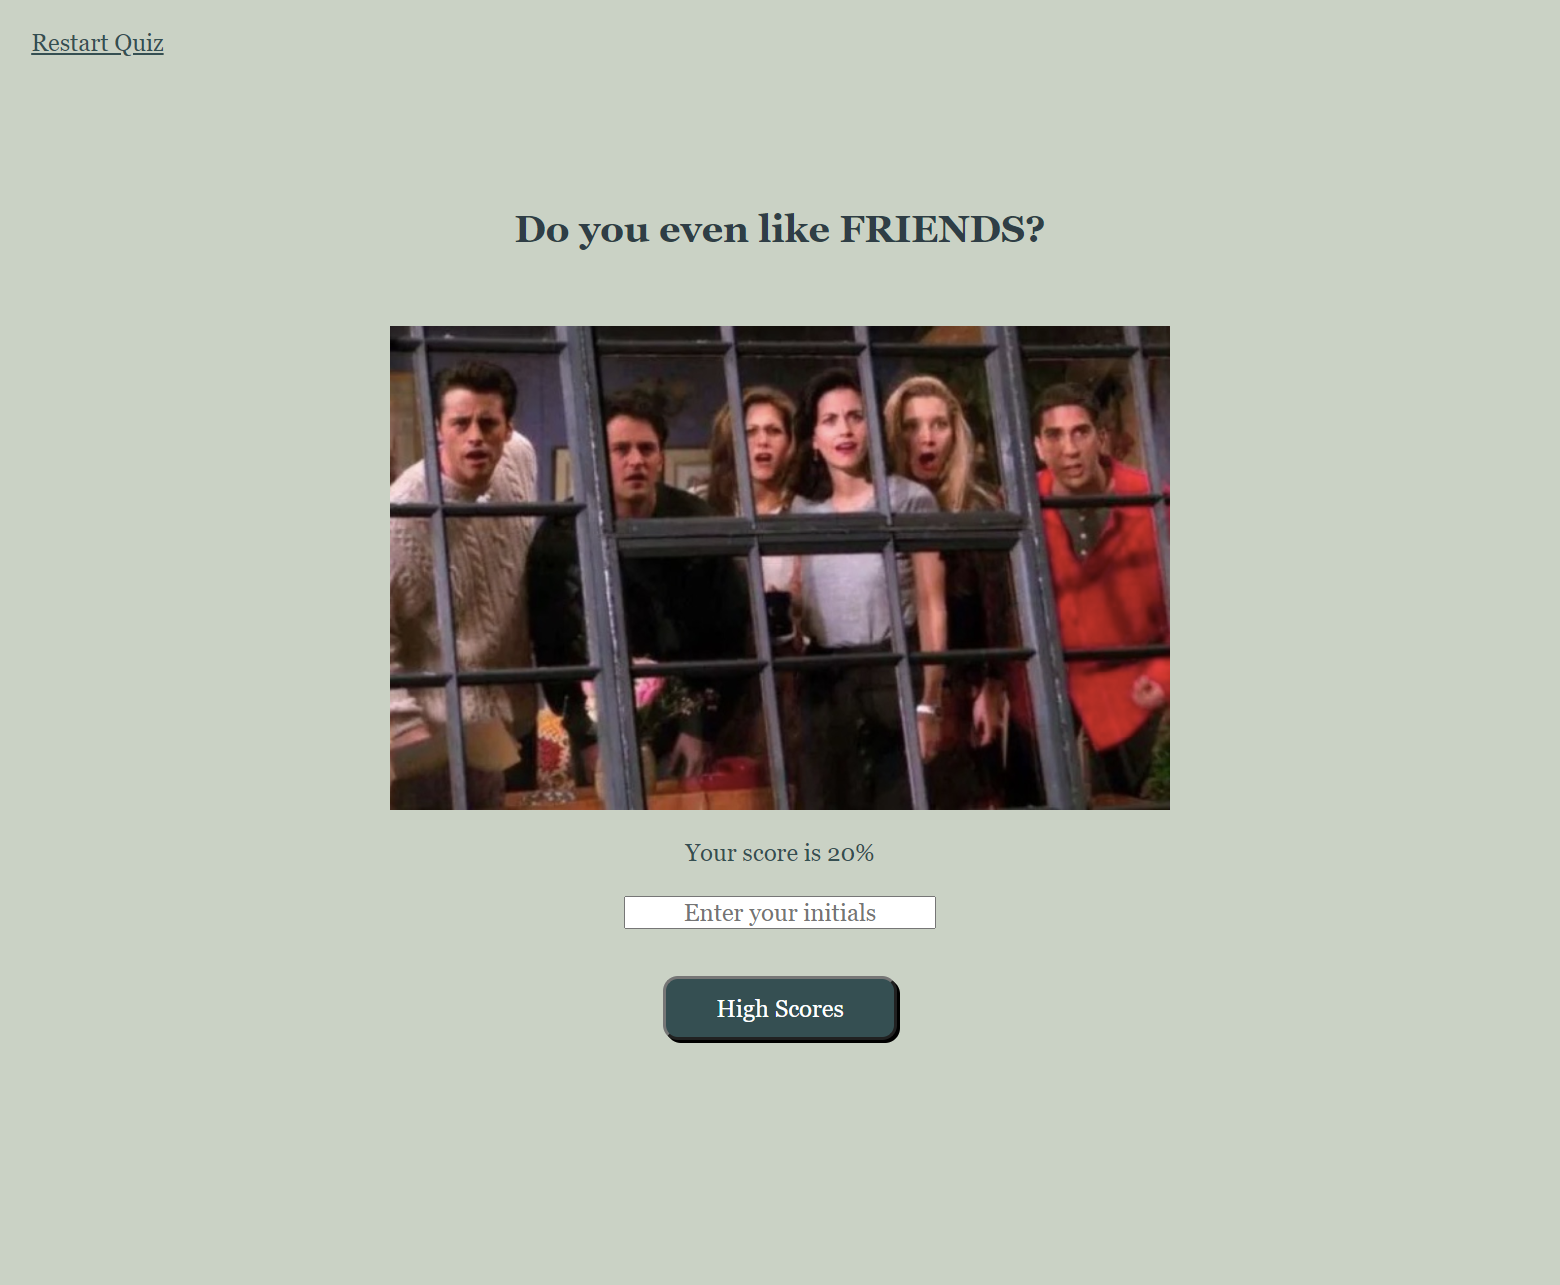 Restart Quiz
Do you even like FRIENDS?
Your score is 20%
Enter your initials
High Scores